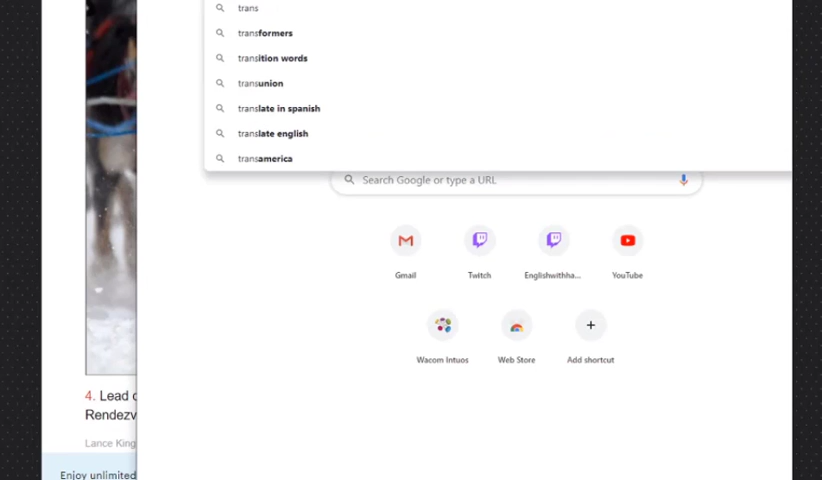 trans
transformers
transition words
transunion
translate in spanish
translate english
transamerica
Search Google or type a URL
Gmail
Twitch
Englishwithha...
YouTube
Wacom Intuos
Web Store
Add shortcut
4. Lead
Rendezv
Lance King
Enjoy unlimited